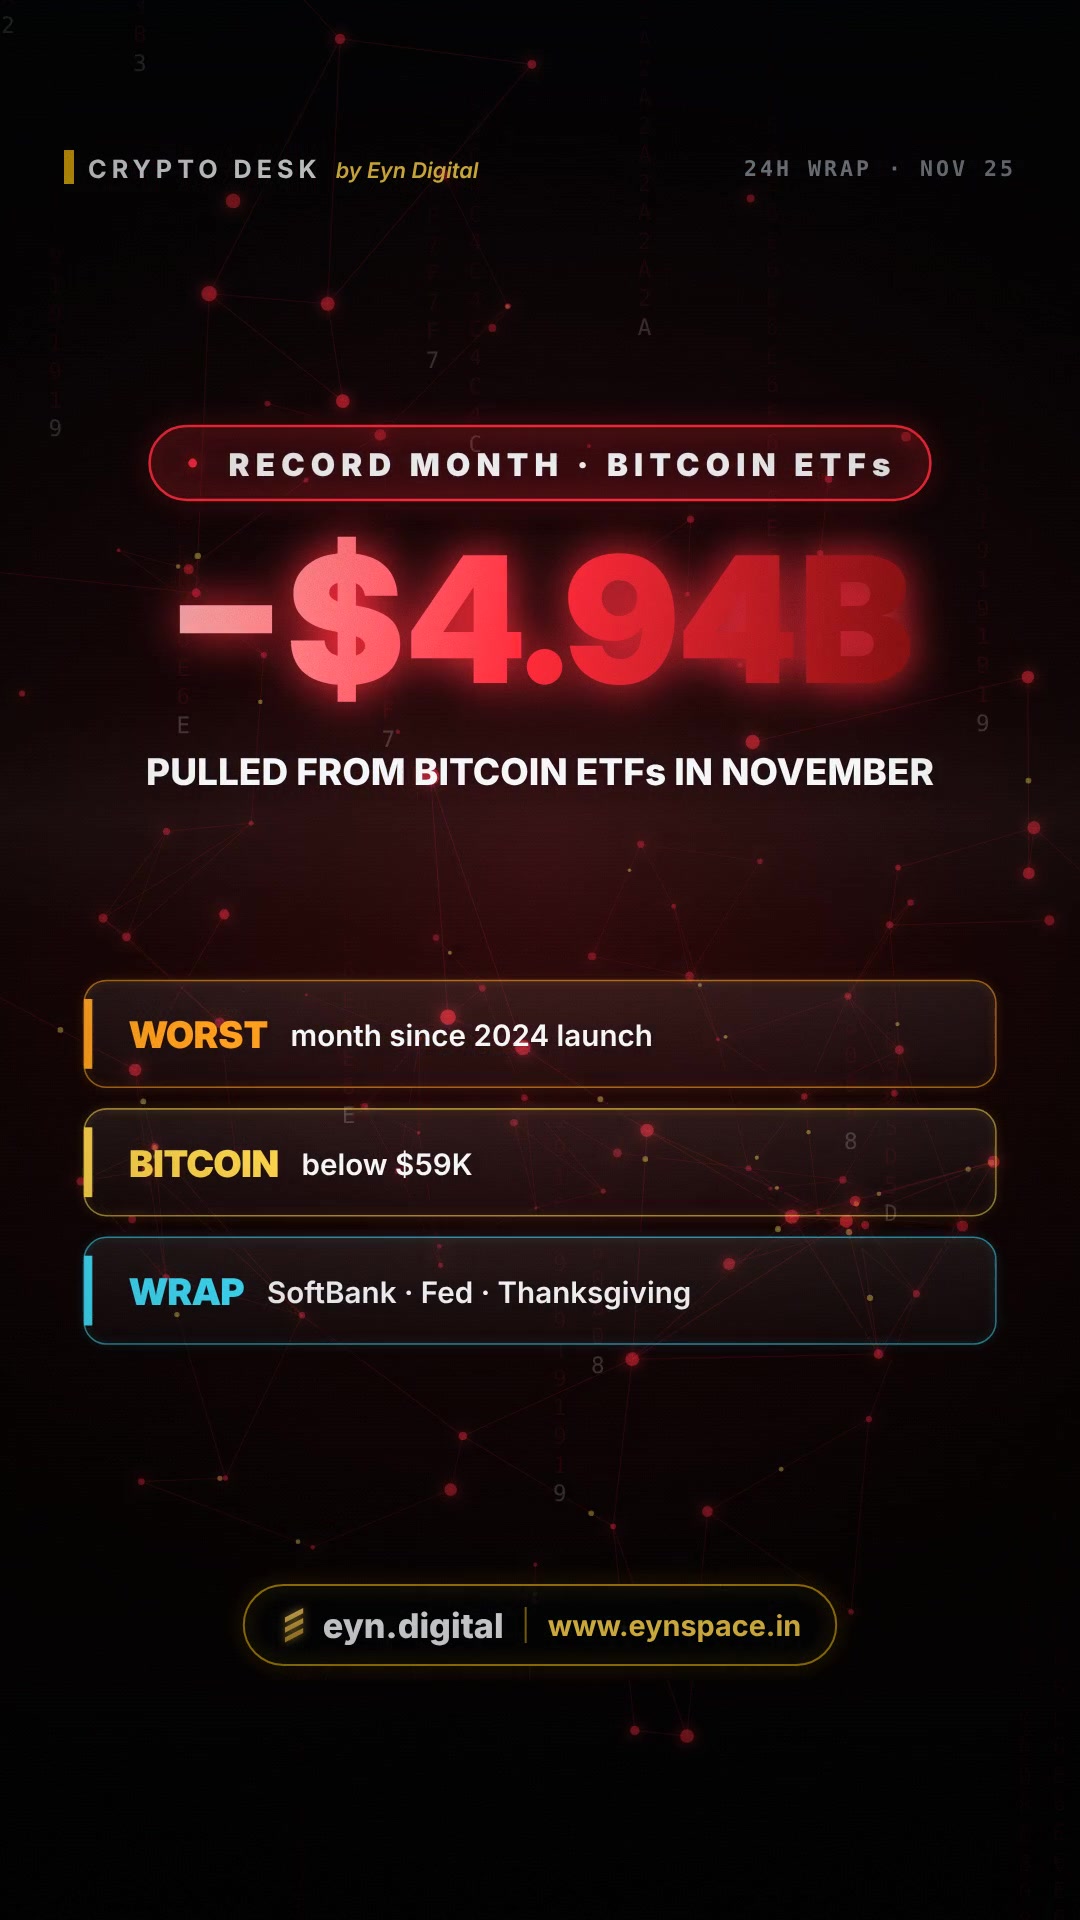 CRYPTO DESK by Eyn Digital
24H WRAP · NOV 25
• RECORD MONTH · BITCOIN ETFs
–$4.94B
PULLED FROM BITCOIN ETFs IN NOVEMBER
WORST month since 2024 launch
BITCOIN below $59K
WRAP SoftBank · Fed · Thanksgiving
eyn.digital | www.eynspace.in